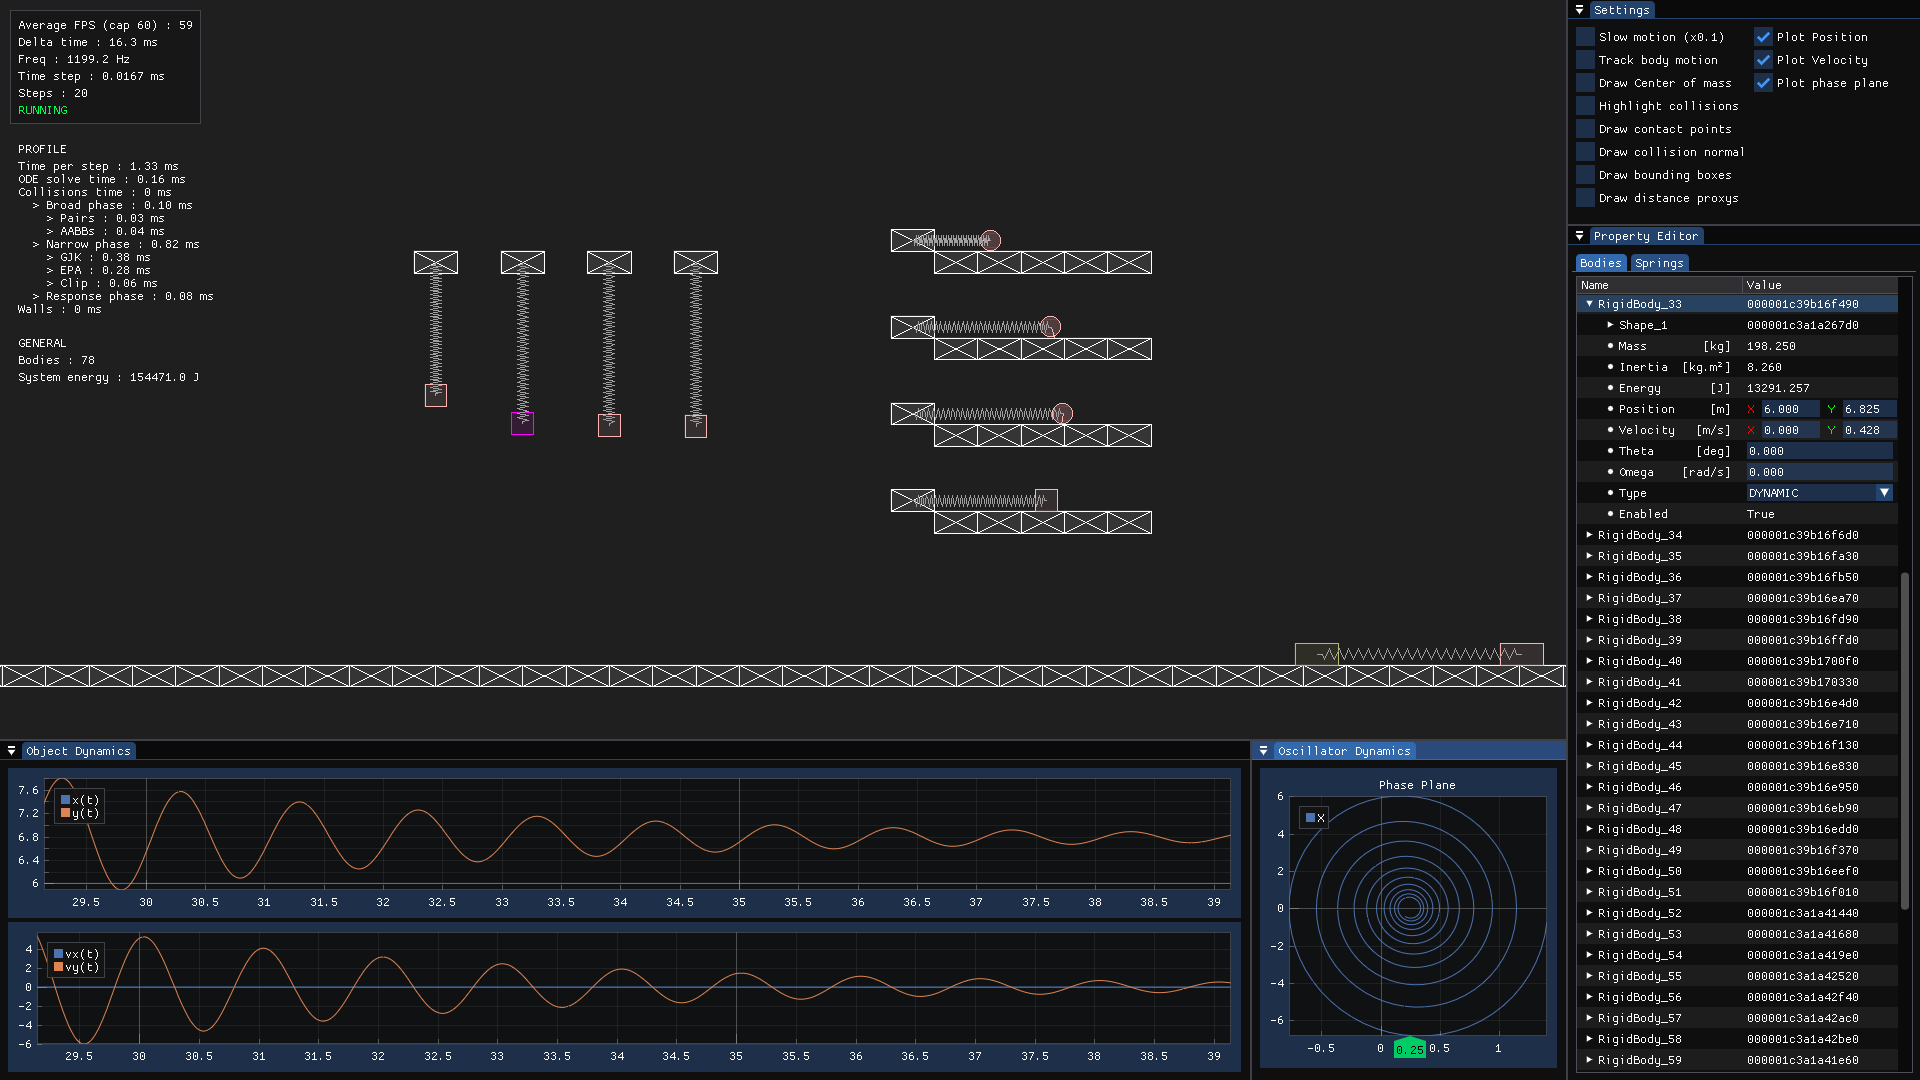 Average FPS (cap 60) : 59
Delta time : 16.3 ms
Freq : 1199.2 Hz
Time step : 0.0167 ms
Steps : 20
RUNNING
PROFILE
Time per step : 1.33 ms
ODE solve time : 0.16 ms
Collisions time : 0 ms
> Broad phase : 0.10 ms
> Pairs : 0.03 ms
> AABBs : 0.04 ms
> Narrow phase : 0.82 ms
> GJK : 0.38 ms
> EPA : 0.28 ms
> Clip : 0.06 ms
> Response phase : 0.08 ms
Walls : 0 ms
GENERAL
Bodies : 78
System energy : 154471.0 J
Object Dynamics
7.6
7.2
6.8
6.4
6
x(t)
y(t)
29.5 30 30.5 31 31.5 32 32.5 33 33.5 34 34.5 35 35.5 36 36.5 37 37.5 38 38.5 39
4
2
0
-2
-4
-6
vx(t)
vy(t)
29.5 30 30.5 31 31.5 32 32.5 33 33.5 34 34.5 35 35.5 36 36.5 37 37.5 38 38.5 39
Oscillator Dynamics
Phase Plane
6
4
2
0
-2
-4
-6
X
-0.5 0 0.25 0.5 1
Settings
Slow motion (x0.1) Plot Position
Track body motion Plot Velocity
Draw Center of mass Plot phase plane
Highlight collisions
Draw contact points
Draw collision normal
Draw bounding boxes
Draw distance proxys
Property Editor
Bodies Springs
Name Value
RigidBody_33 000001c39b16f490
Shape_1 000001c3a1a267d0
Mass [kg] 198.250
Inertia [kg.m²] 8.260
Energy [J] 13291.257
Position [m] X 6.000 Y 6.825
Velocity [m/s] X 0.000 Y 0.428
Theta [deg] 0.000
Omega [rad/s] 0.000
Type DYNAMIC
Enabled True
RigidBody_34 000001c39b16f6d0
RigidBody_35 000001c39b16fa30
RigidBody_36 000001c39b16fb50
RigidBody_37 000001c39b16ea70
RigidBody_38 000001c39b16fd90
RigidBody_39 000001c39b16ffd0
RigidBody_40 000001c39b1700f0
RigidBody_41 000001c39b170330
RigidBody_42 000001c39b16e4d0
RigidBody_43 000001c39b16e710
RigidBody_44 000001c39b16f130
RigidBody_45 000001c39b16e830
RigidBody_46 000001c39b16e950
RigidBody_47 000001c39b16eb90
RigidBody_48 000001c39b16edd0
RigidBody_49 000001c39b16f370
RigidBody_50 000001c39b16eef0
RigidBody_51 000001c39b16f010
RigidBody_52 000001c3a1a41440
RigidBody_53 000001c3a1a41680
RigidBody_54 000001c3a1a419e0
RigidBody_55 000001c3a1a42520
RigidBody_56 000001c3a1a42f40
RigidBody_57 000001c3a1a42ac0
RigidBody_58 000001c3a1a42be0
RigidBody_59 000001c3a1a41e60